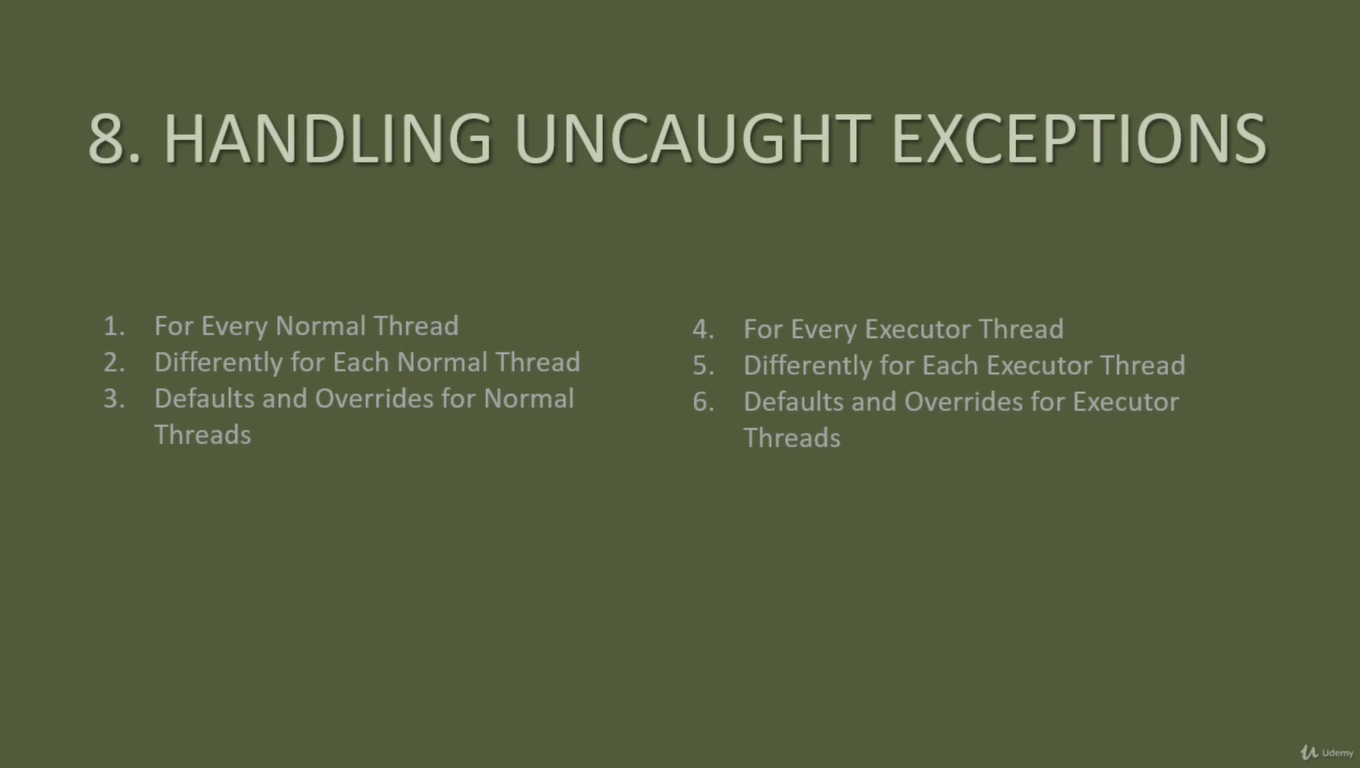 8. HANDLING UNCAUGHT EXCEPTIONS
1. For Every Normal Thread
2. Differently for Each Normal Thread
3. Defaults and Overrides for Normal
Threads
4. For Every Executor Thread
5. Differently for Each Executor Thread
6. Defaults and Overrides for Executor
Threads
Udemy